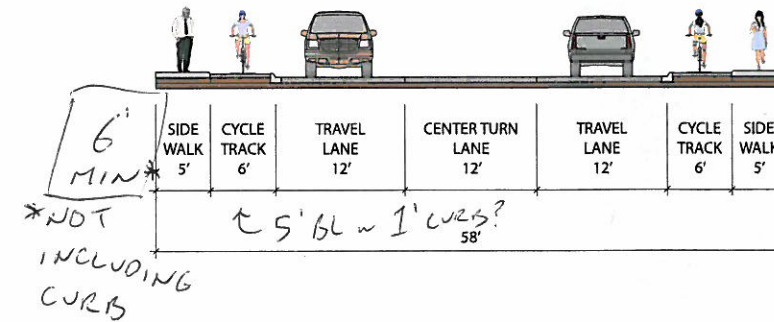 SIDE WALK 5'
CYCLE TRACK 6'
TRAVEL LANE 12'
CENTER TURN LANE 12'
TRAVEL LANE 12'
CYCLE TRACK 6'
SIDE WALK 5'
6" MIN*
*NOT
INCLUDING
CURB
5' BL w 1' CURB?
58'